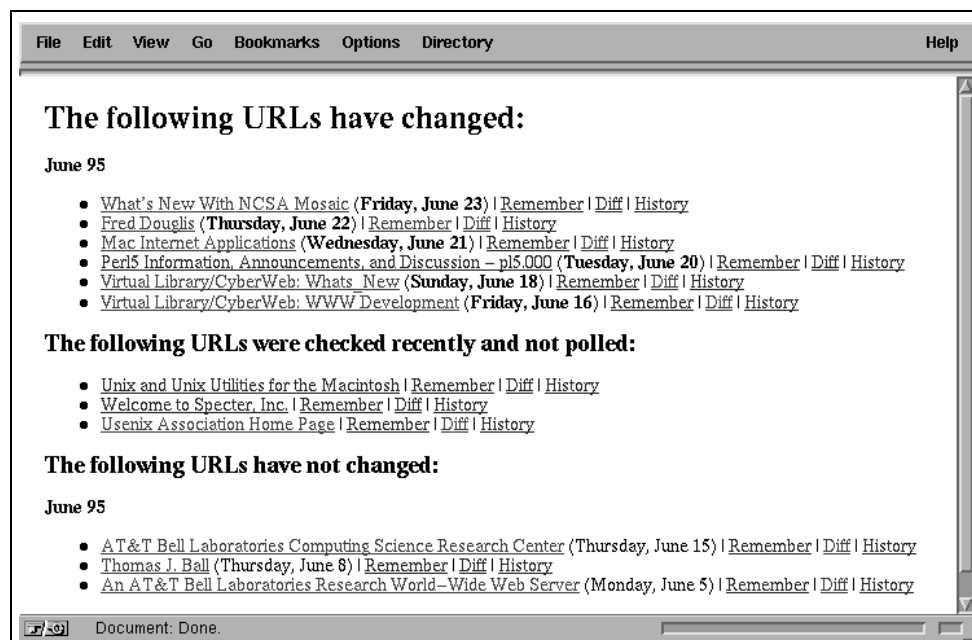 File Edit View Go Bookmarks Options Directory Help
The following URLs have changed:
June 95
What's New With NCSA Mosaic (Friday, June 23) | Remember | Diff | History
Fred Douglis (Thursday, June 22) | Remember | Diff | History
Mac Internet Applications (Wednesday, June 21) | Remember | Diff | History
Perl5 Information, Announcements, and Discussion – pl5.000 (Tuesday, June 20) | Remember | Diff | History
Virtual Library/CyberWeb: Whats_New (Sunday, June 18) | Remember | Diff | History
Virtual Library/CyberWeb: WWW Development (Friday, June 16) | Remember | Diff | History
The following URLs were checked recently and not polled:
Unix and Unix Utilities for the Macintosh | Remember | Diff | History
Welcome to Specter, Inc. | Remember | Diff | History
Usenix Association Home Page | Remember | Diff | History
The following URLs have not changed:
June 95
AT&T Bell Laboratories Computing Science Research Center (Thursday, June 15) | Remember | Diff | History
Thomas J. Ball (Thursday, June 8) | Remember | Diff | History
An AT&T Bell Laboratories Research World–Wide Web Server (Monday, June 5) | Remember | Diff | History
Document: Done.